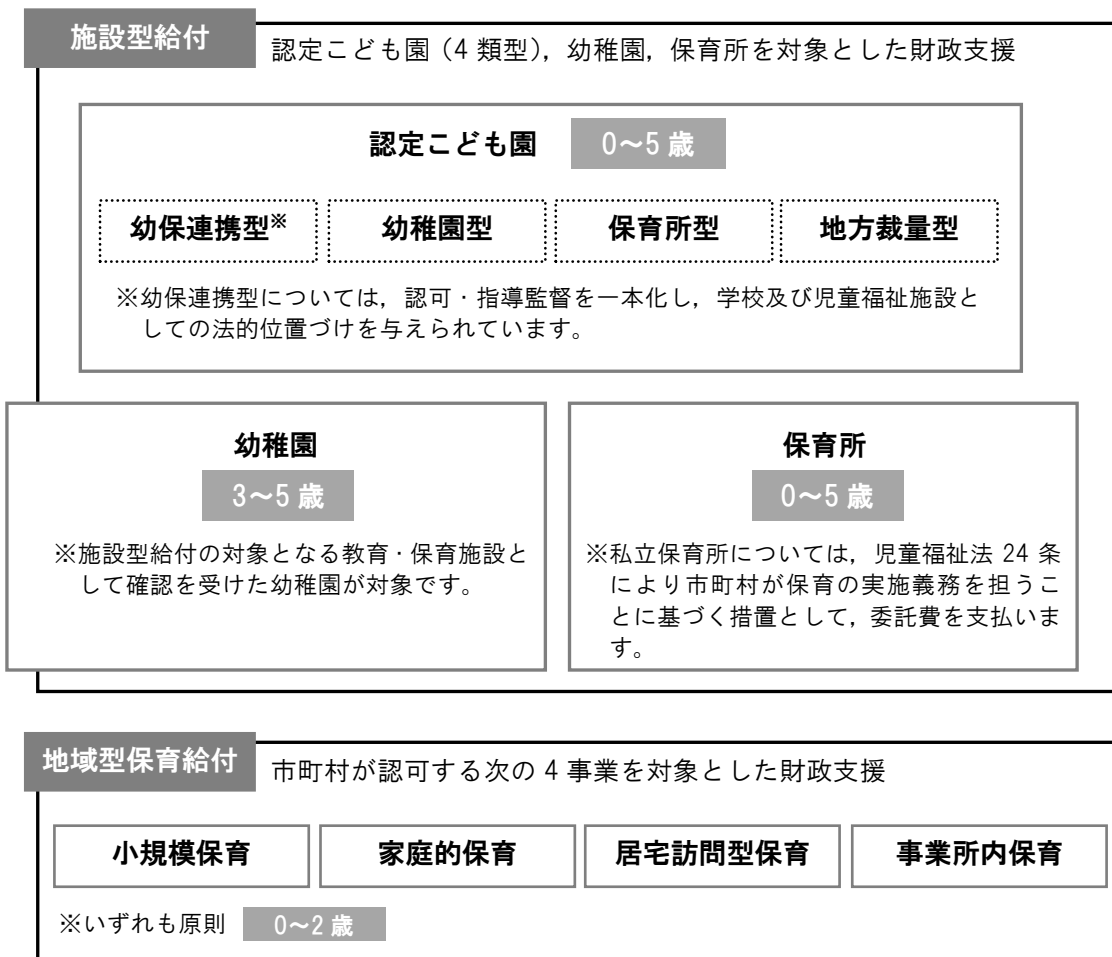 施設型給付
認定こども園（4 類型），幼稚園，保育所を対象とした財政支援
認定こども園 0～5 歳
幼保連携型※ 幼稚園型 保育所型 地方裁量型
※幼保連携型については，認可・指導監督を一本化し，学校及び児童福祉施設と
しての法的位置づけを与えられています。
幼稚園
3～5 歳
※施設型給付の対象となる教育・保育施設と
して確認を受けた幼稚園が対象です。
保育所
0～5 歳
※私立保育所については，児童福祉法 24 条
により市町村が保育の実施義務を担うこ
とに基づく措置として，委託費を支払いま
す。
地域型保育給付
市町村が認可する次の 4 事業を対象とした財政支援
小規模保育 家庭的保育 居宅訪問型保育 事業所内保育
※いずれも原則 0～2 歳